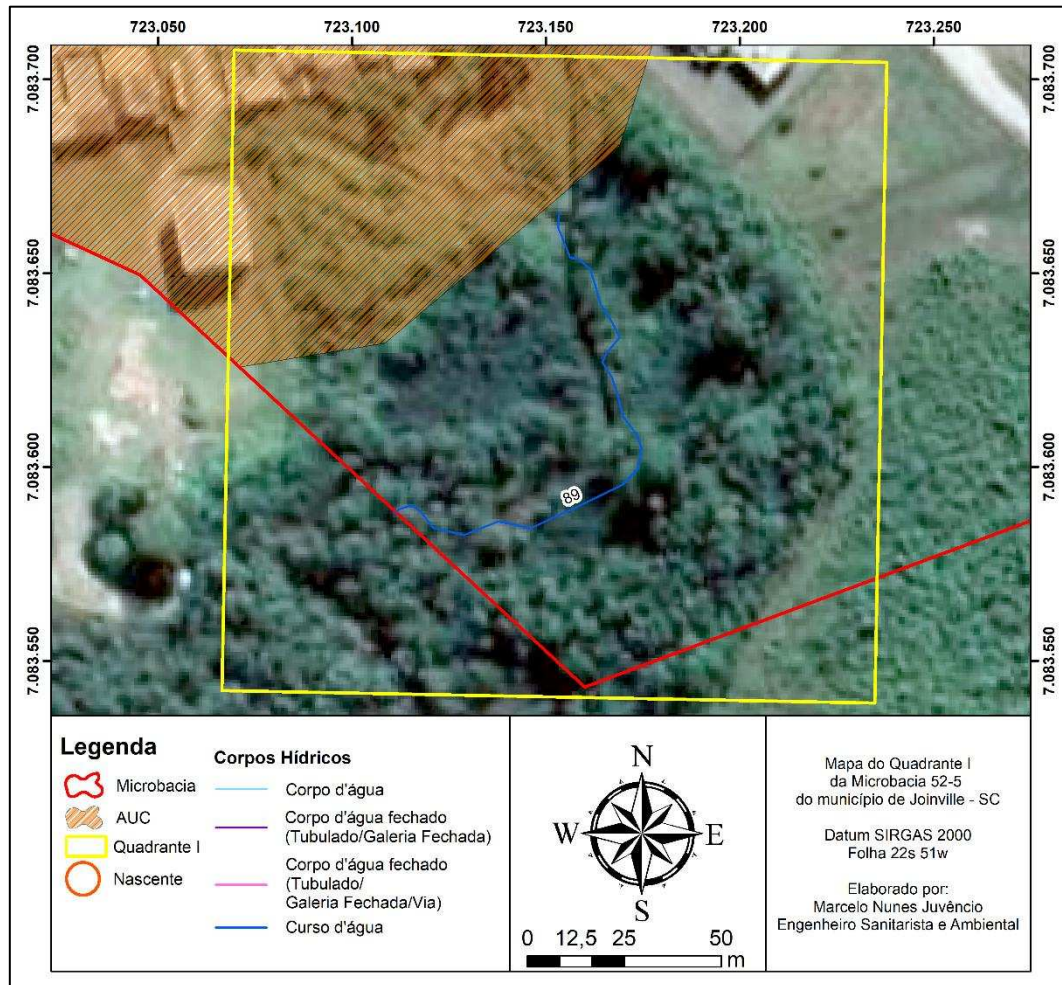 723.050 723.100 723.150 723.200 723.250
7.083.700 7.083.700
7.083.650 7.083.650
7.083.600 7.083.600
7.083.550 7.083.550
89
Legenda
Microbacia
AUC
Quadrante I
Nascente
Corpos Hídricos
Corpo d'água
Corpo d'água fechado
(Tubulado/Galeria Fechada)
Corpo d'água fechado
(Tubulado/
Galeria Fechada/Via)
Curso d'água
N
W E
S
0 12,5 25 50
m
Mapa do Quadrante I
da Microbacia 52-5
do município de Joinville - SC
Datum SIRGAS 2000
Folha 22s 51w
Elaborado por:
Marcelo Nunes Juvêncio
Engenheiro Sanitarista e Ambiental